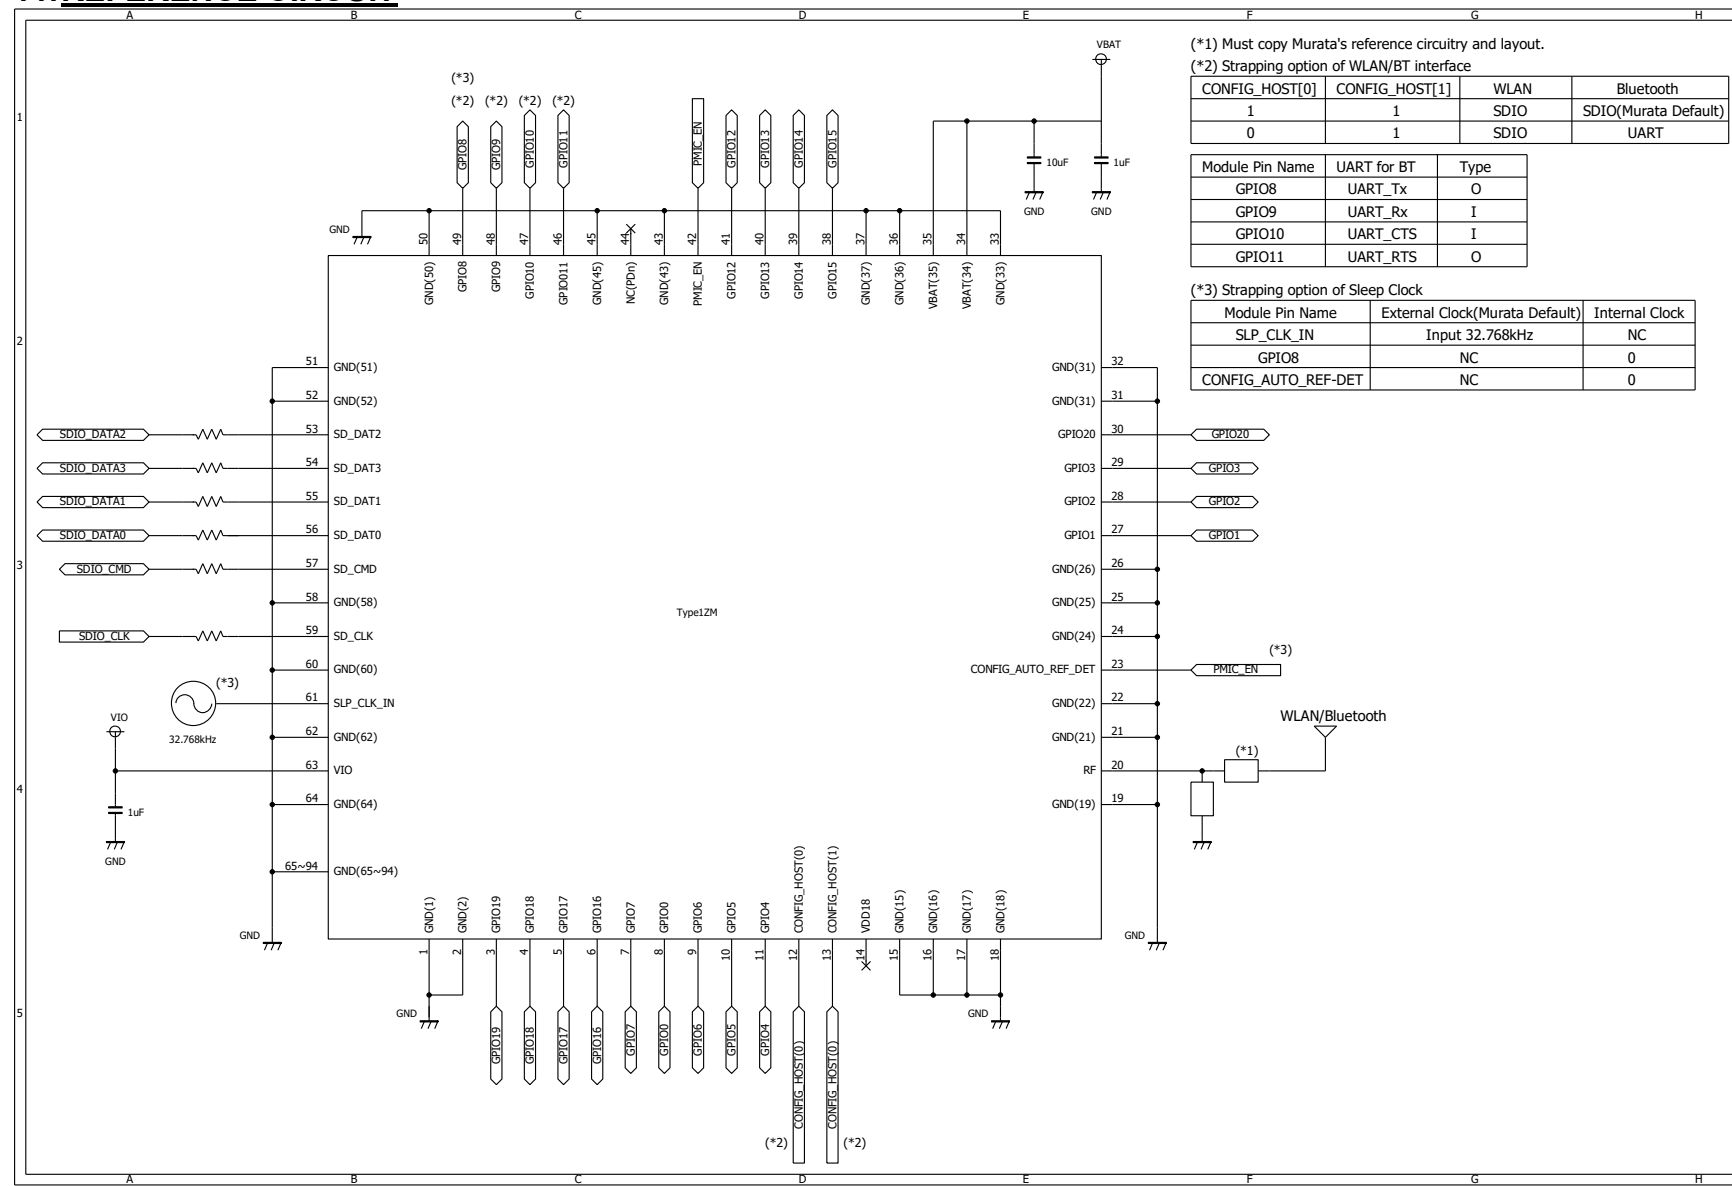 A B C D E F G H
(*1) Must copy Murata's reference circuitry and layout.
(*2) Strapping option of WLAN/BT interface
CONFIG_HOST[0] CONFIG_HOST[1] WLAN Bluetooth
1 1 SDIO SDIO(Murata Default)
0 1 SDIO UART
Module Pin Name UART for BT Type
GPIO8 UART_Tx O
GPIO9 UART_Rx I
GPIO10 UART_CTS I
GPIO11 UART_RTS O
(*3) Strapping option of Sleep Clock
Module Pin Name External Clock(Murata Default) Internal Clock
SLP_CLK_IN Input 32.768kHz NC
GPIO8 NC 0
CONFIG_AUTO_REF-DET NC 0
VBAT
10uF 1uF
GND GND
(*3)
(*2) (*2) (*2) (*2)
GPIO8 GPIO9 GPIO10 GPIO11 PMIC_EN GPIO12 GPIO13 GPIO14 GPIO15
GND
50 49 48 47 46 45 44 43 42 41 40 39 38 37 36 35 34 33
GND(50) GPIO8 GPIO9 GPIO10 GPIO011 GND(45) NC(PDn) GND(43) PMIC_EN GPIO12 GPIO13 GPIO14 GPIO15 GND(37) GND(36) VBAT(35) VBAT(34) GND(33)
1
2
3
4
5
51 GND(51)
52 GND(52)
SDIO_DATA2 53 SD_DAT2
SDIO_DATA3 54 SD_DAT3
SDIO_DATA1 55 SD_DAT1
SDIO_DATA0 56 SD_DAT0
SDIO_CMD 57 SD_CMD
58 GND(58)
SDIO_CLK 59 SD_CLK
60 GND(60)
(*3) 61 SLP_CLK_IN
32.768kHz
62 GND(62)
VIO
63 VIO
64 GND(64)
1uF
GND
65~94 GND(65~94)
GND
Type1ZM
GND(31) 32
GND(31) 31
GPIO20 30 GPIO20
GPIO3 29 GPIO3
GPIO2 28 GPIO2
GPIO1 27 GPIO1
GND(26) 26
GND(25) 25
GND(24) 24
CONFIG_AUTO_REF_DET 23 PMIC_EN (*3)
GND(22) 22
GND(21) 21
RF 20
GND(19) 19
WLAN/Bluetooth
(*1)
GND
GND(1) GND(2) GPIO19 GPIO18 GPIO17 GPIO16 GPIO7 GPIO0 GPIO6 GPIO5 GPIO4 CONFIG_HOST(0) CONFIG_HOST(1) VDD18 GND(15) GND(16) GND(17) GND(18)
1 2 3 4 5 6 7 8 9 10 11 12 13 14 15 16 17 18
GND GND
GPIO19 GPIO18 GPIO17 GPIO16 GPIO7 GPIO0 GPIO6 GPIO5 GPIO4 CONFIG_HOST(0) CONFIG_HOST(0)
(*2) (*2)
A B C D E F G H